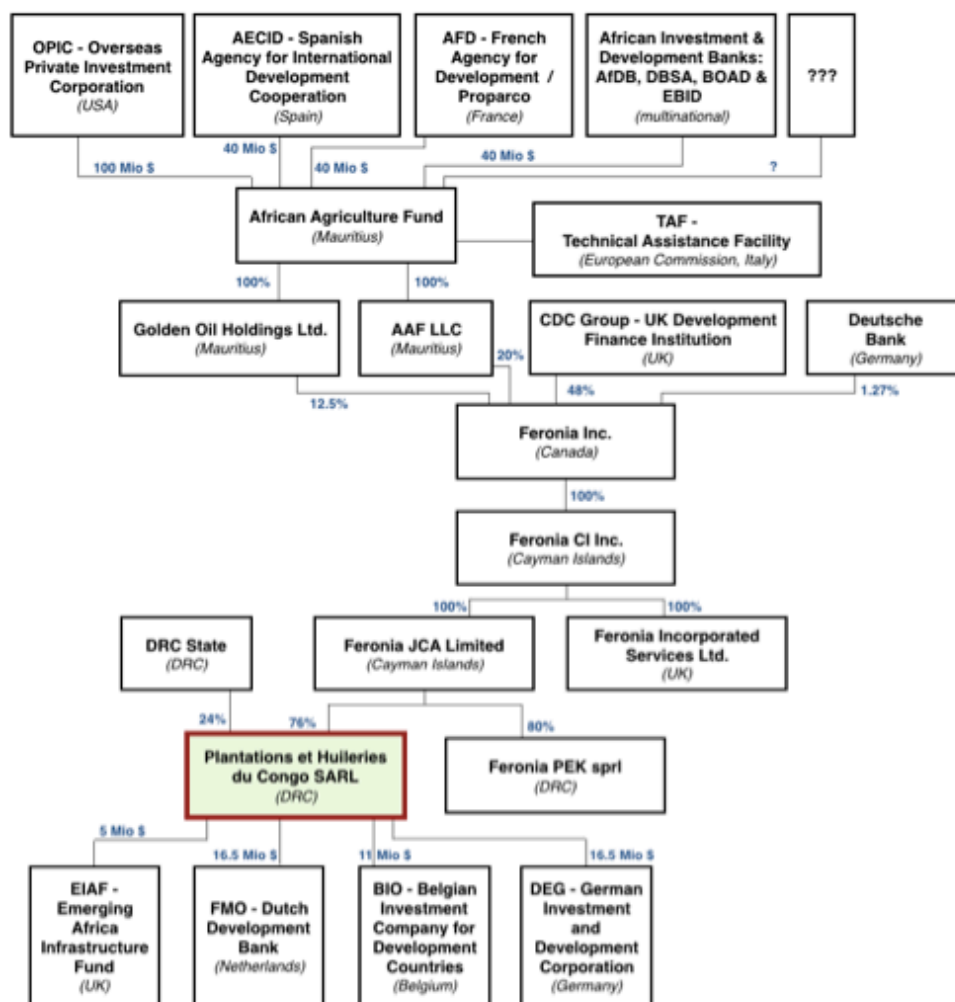 OPIC - Overseas
Private Investment
Corporation
(USA)
AECID - Spanish
Agency for International
Development
Cooperation
(Spain)
AFD - French
Agency for
Development /
Proparco
(France)
African Investment &
Development Banks:
AfDB, DBSA, BOAD &
EBID
(multinational)
???
100 Mio $
40 Mio $
40 Mio $
40 Mio $
?
African Agriculture Fund
(Mauritius)
TAF -
Technical Assistance Facility
(European Commission, Italy)
100%
100%
Golden Oil Holdings Ltd.
(Mauritius)
AAF LLC
(Mauritius)
CDC Group - UK Development
Finance Institution
(UK)
Deutsche
Bank
(Germany)
12.5%
20%
48%
1.27%
Feronia Inc.
(Canada)
100%
Feronia CI Inc.
(Cayman Islands)
100%
100%
DRC State
(DRC)
Feronia JCA Limited
(Cayman Islands)
Feronia Incorporated
Services Ltd.
(UK)
24%
76%
80%
Plantations et Huileries
du Congo SARL
(DRC)
Feronia PEK sprl
(DRC)
5 Mio $
16.5 Mio $
11 Mio $
16.5 Mio $
EIAF -
Emerging
Africa
Infrastructure
Fund
(UK)
FMO - Dutch
Development
Bank
(Netherlands)
BIO - Belgian
Investment
Company for
Development
Countries
(Belgium)
DEG - German
Investment
and
Development
Corporation
(Germany)